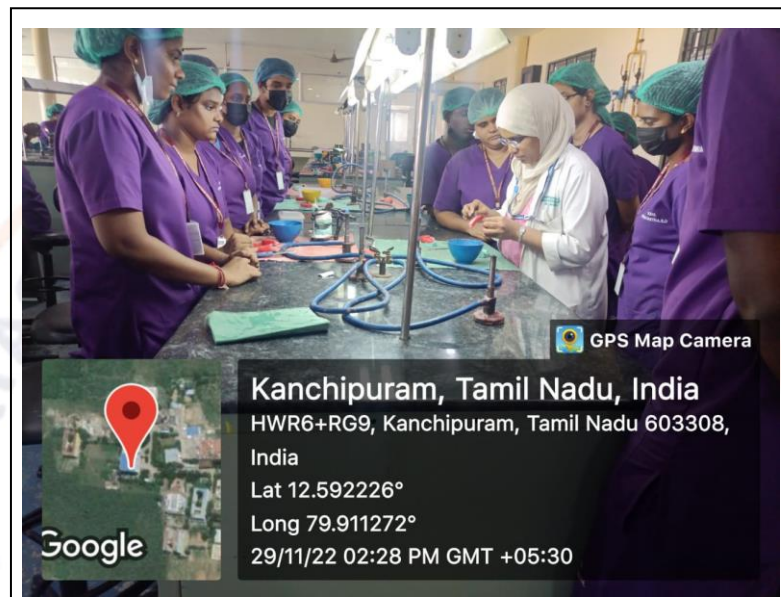 GPS Map Camera
Kanchipuram, Tamil Nadu, India
HWR6+RG9, Kanchipuram, Tamil Nadu 603308,
India
Lat 12.592226°
Long 79.911272°
29/11/22 02:28 PM GMT +05:30
Google